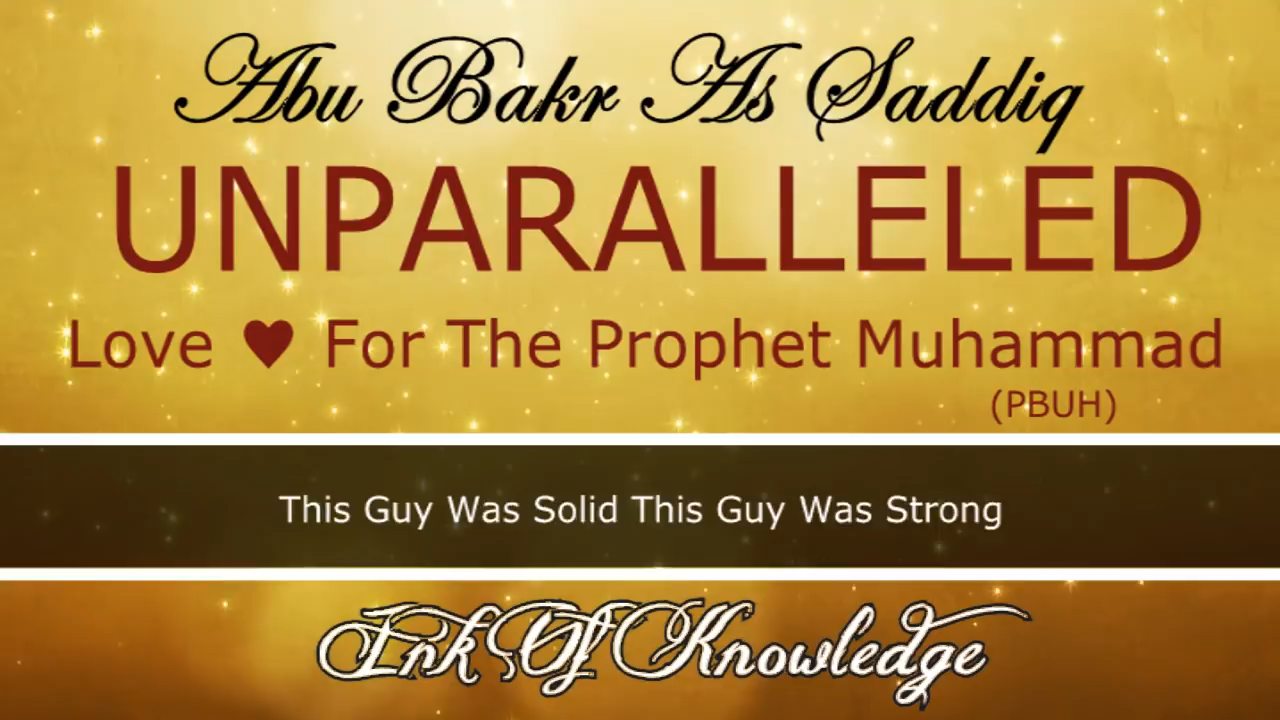 Abu Bakr As Saddiq
UNPARALLELED
Love ♥ For The Prophet Muhammad
(PBUH)
This Guy Was Solid This Guy Was Strong
Ink Of Knowledge